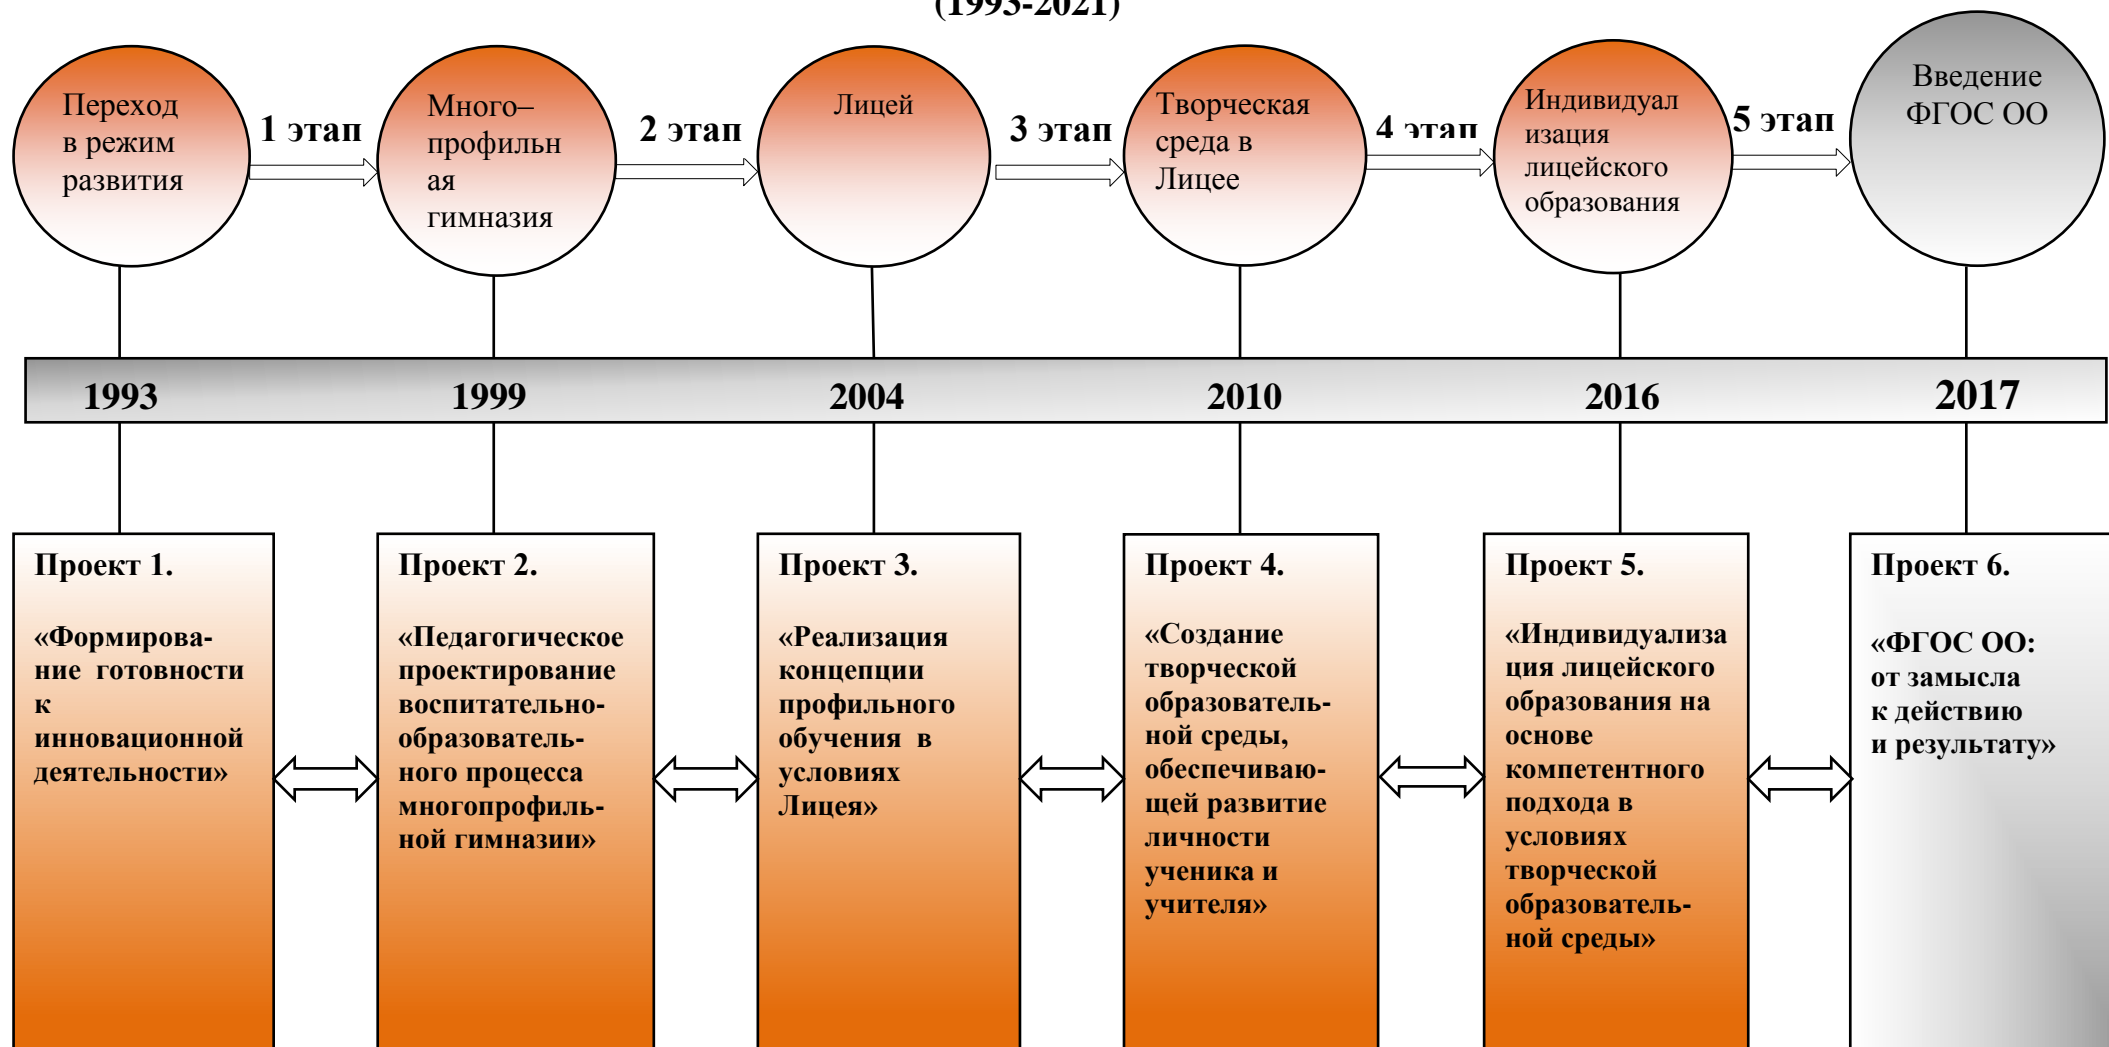 (1993-2021)
Переход
в режим
развития
1 этап
Много–
профильн
ая
гимназия
2 этап
Лицей
3 этап
Творческая
среда в
Лицее
4 этап
Индивидуал
изация
лицейского
образования
5 этап
Введение
ФГОС ОО
1993
1999
2004
2010
2016
2017
Проект 1.
«Формирова-
ние готовности
к
инновационной
деятельности»
Проект 2.
«Педагогическое
проектирование
воспитательно-
образователь-
ного процесса
многопрофиль-
ной гимназии»
Проект 3.
«Реализация
концепции
профильного
обучения в
условиях
Лицея»
Проект 4.
«Создание
творческой
образователь-
ной среды,
обеспечиваю-
щей развитие
личности
ученика и
учителя»
Проект 5.
«Индивидуализа
ция лицейского
образования на
основе
компетентного
подхода в
условиях
творческой
образователь-
ной среды»
Проект 6.
«ФГОС ОО:
от замысла
к действию
и результату»